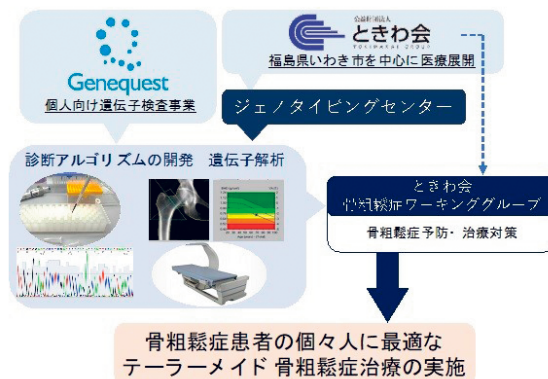 Genequest
個人向け遺伝子検査事業
公益財団法人
ときわ会
TOKIWAKAI GROUP
福島県いわき市を中心に医療展開
ジェノタイピングセンター
診断アルゴリズムの開発 遺伝子解析
ときわ会
骨粗鬆症ワーキンググループ
骨粗鬆症予防・治療対策
骨粗鬆症患者の個々人に最適な
テーラーメイド 骨粗鬆症治療の実施